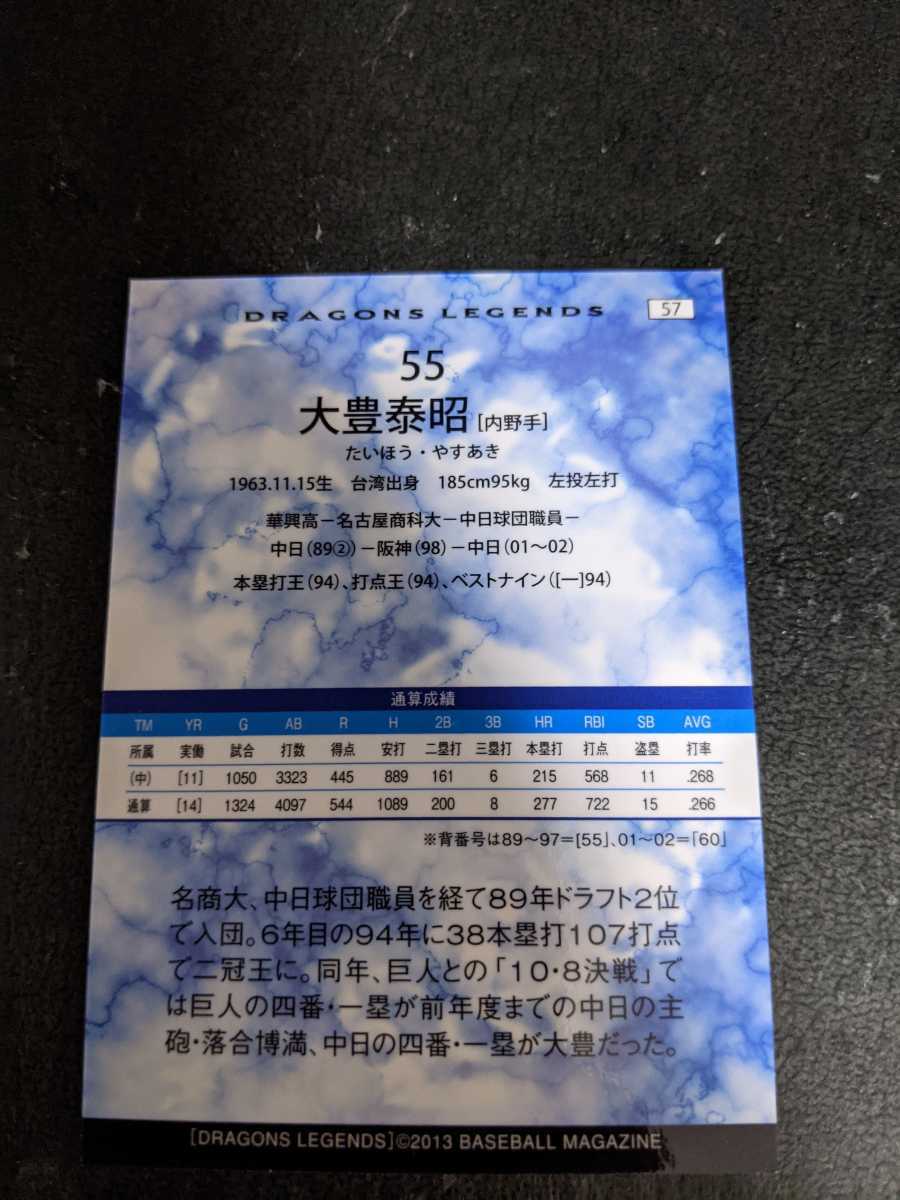 DRAGONS LEGENDS 57
55
大豊泰昭[内野手]
たいほう・やすあき
1963.11.15生 台湾出身 185cm95kg 左投左打
華興高－名古屋商科大－中日球団職員－
中日(89②)－阪神(98)－中日(01〜02)
本塁打王(94)、打点王(94)、ベストナイン([一]94)
通算成績
TM YR G AB R H 2B 3B HR RBI SB AVG
所属 実働 試合 打数 得点 安打 二塁打 三塁打 本塁打 打点 盗塁 打率
(中) [11] 1050 3323 445 889 161 6 215 568 11 .268
通算 [14] 1324 4097 544 1089 200 8 277 722 15 .266
※背番号は89〜97=[55]、01〜02=「60」
名商大、中日球団職員を経て89年ドラフト2位
で入団。6年目の94年に38本塁打107打点
で二冠王に。同年、巨人との「10・8決戦」で
は巨人の四番・一塁が前年度までの中日の主
砲・落合博満、中日の四番・一塁が大豊だった。
[DRAGONS LEGENDS]©2013 BASEBALL MAGAZINE